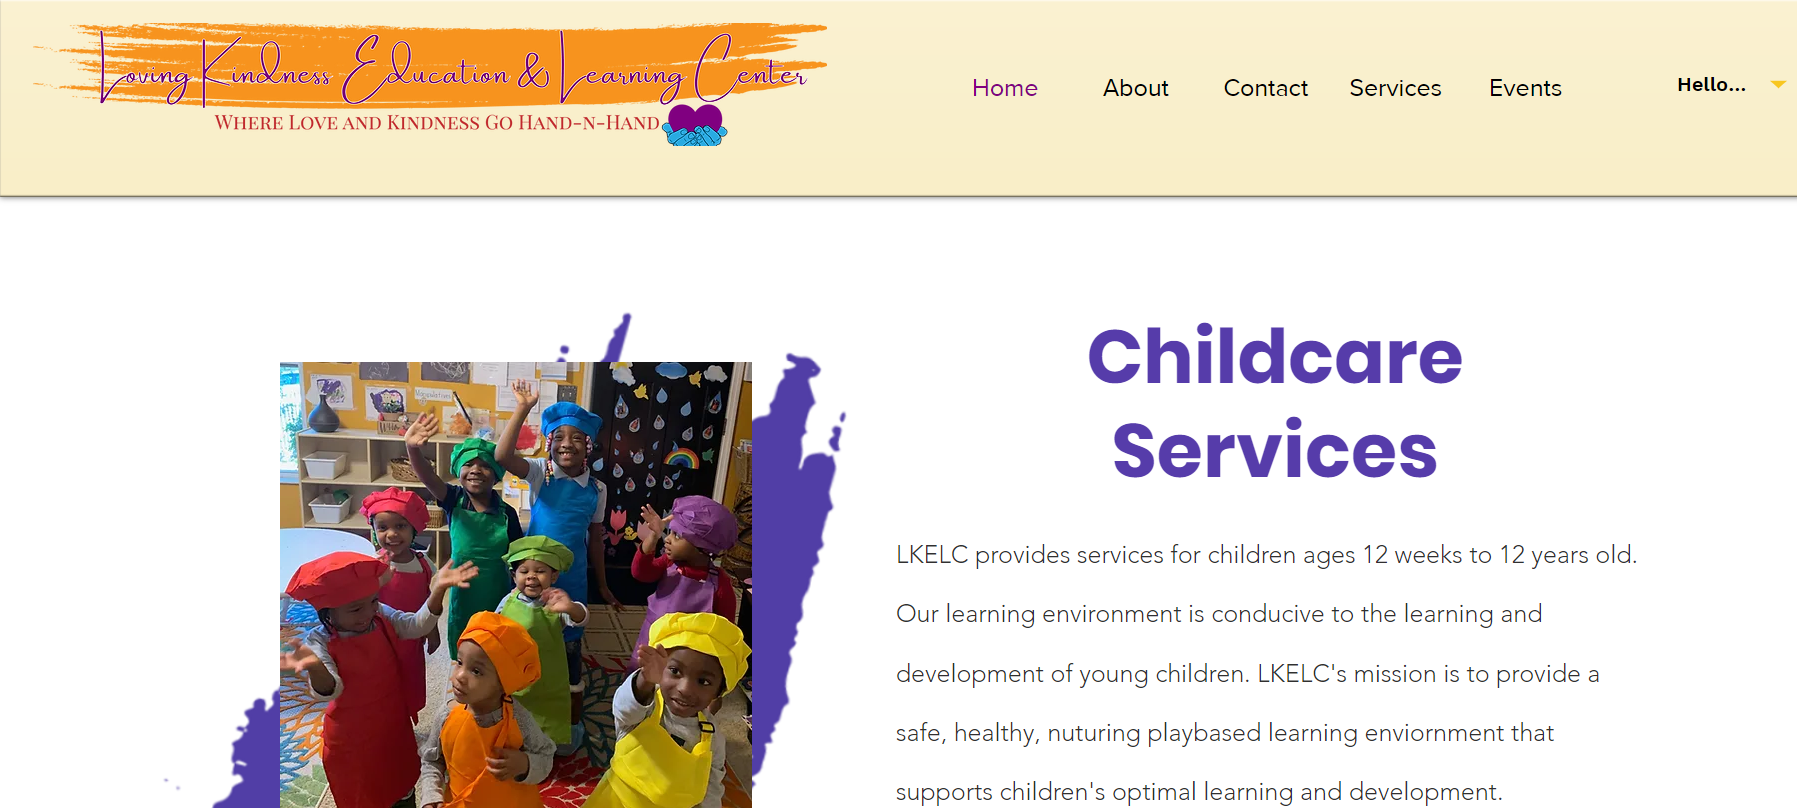 Loving Kindness Education & Learning Center
Where Love and Kindness Go Hand-n-Hand
Home About Contact Services Events Hello...
Childcare
Services
LKELC provides services for children ages 12 weeks to 12 years old.
Our learning environment is conducive to the learning and
development of young children. LKELC's mission is to provide a
safe, healthy, nuturing playbased learning enviornment that
supports children's optimal learning and development.